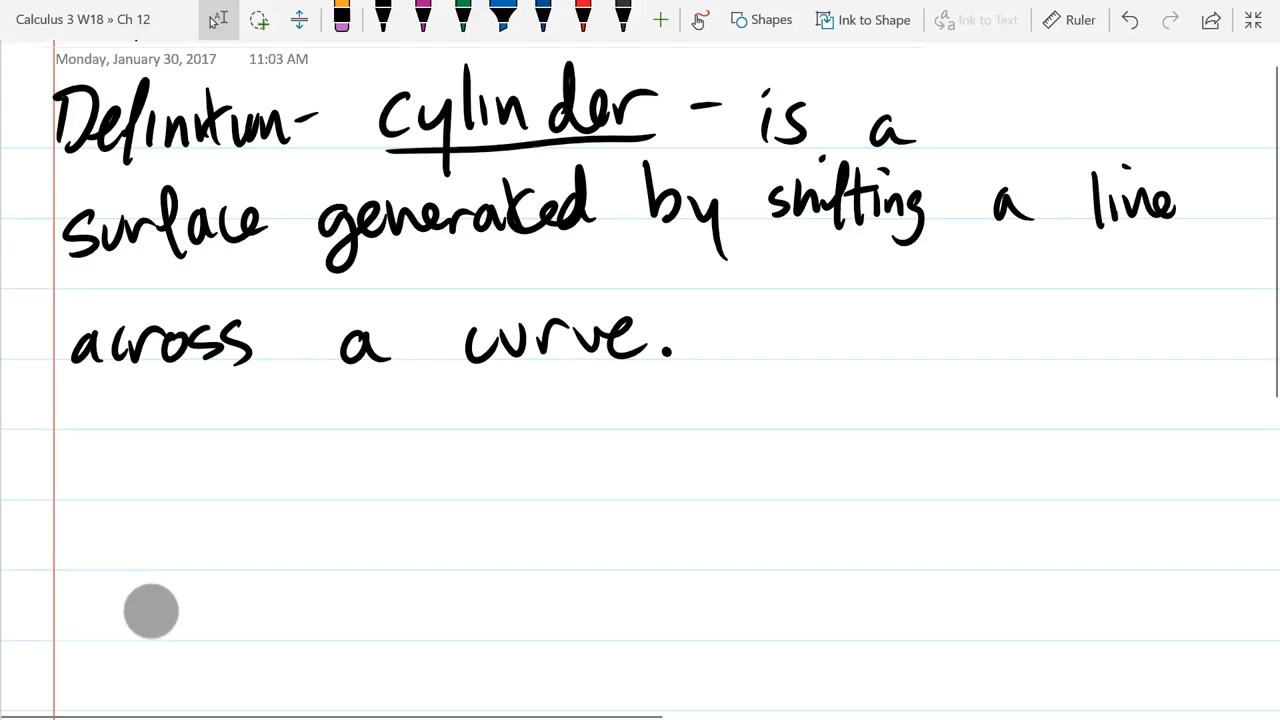 Calculus 3 W18 » Ch 12 Shapes Ink to Shape Ink to Text Ruler
Monday, January 30, 2017 11:03 AM
Definition- cylinder - is a
surface generated by shifting a line
across a curve.